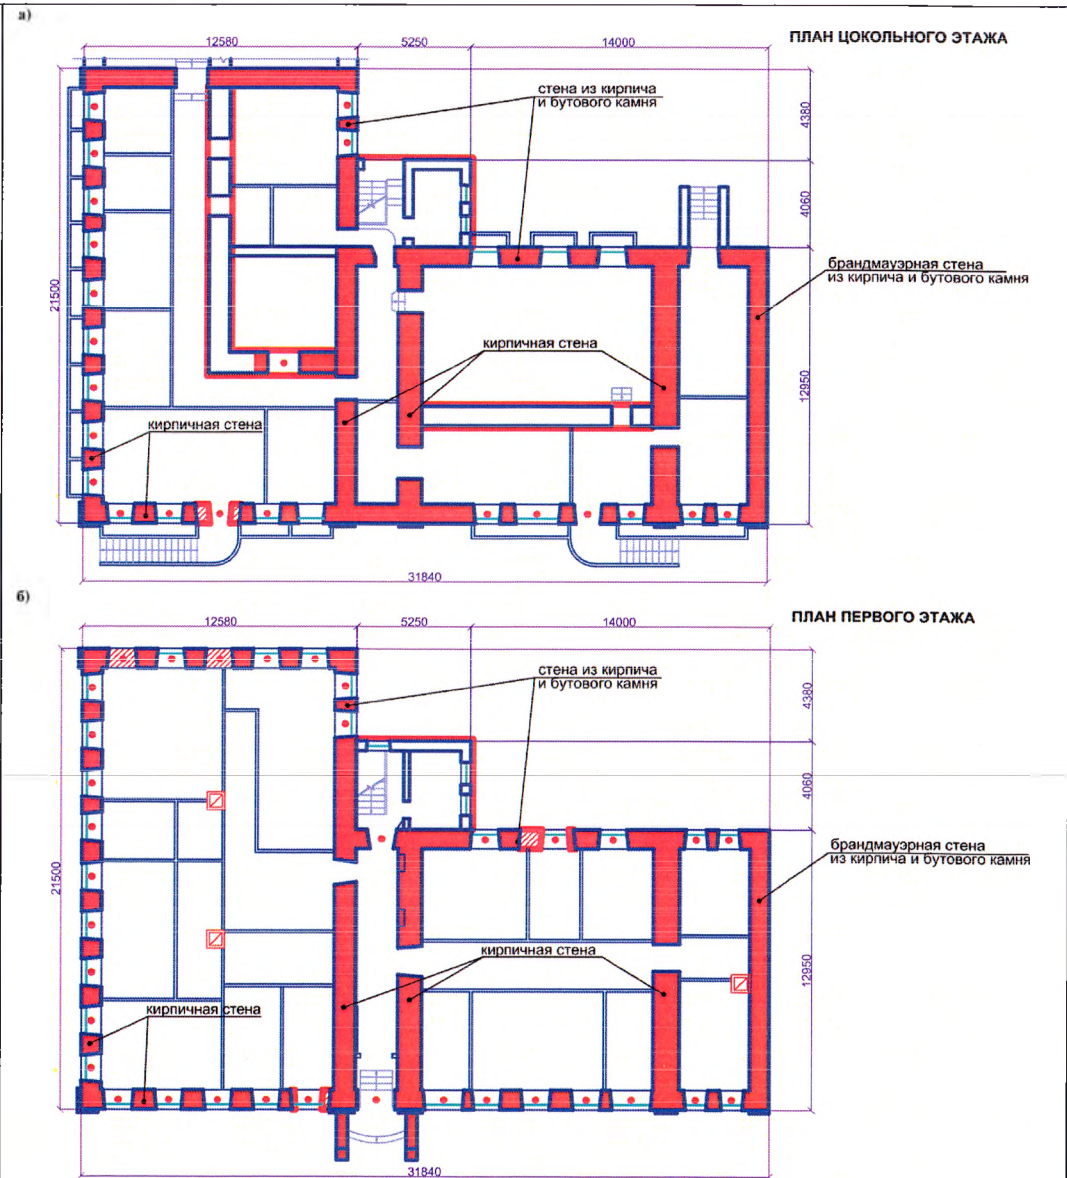 а)
ПЛАН ЦОКОЛЬНОГО ЭТАЖА
12580
5250
14000
стена из кирпича
и бутового камня
4380
4060
брандмауэрная стена
из кирпича и бутового камня
21500
кирпичная стена
12950
кирпичная стена
31840
б)
ПЛАН ПЕРВОГО ЭТАЖА
12580
5250
14000
стена из кирпича
и бутового камня
4380
4060
брандмауэрная стена
из кирпича и бутового камня
21500
кирпичная стена
12950
кирпичная стена
31840